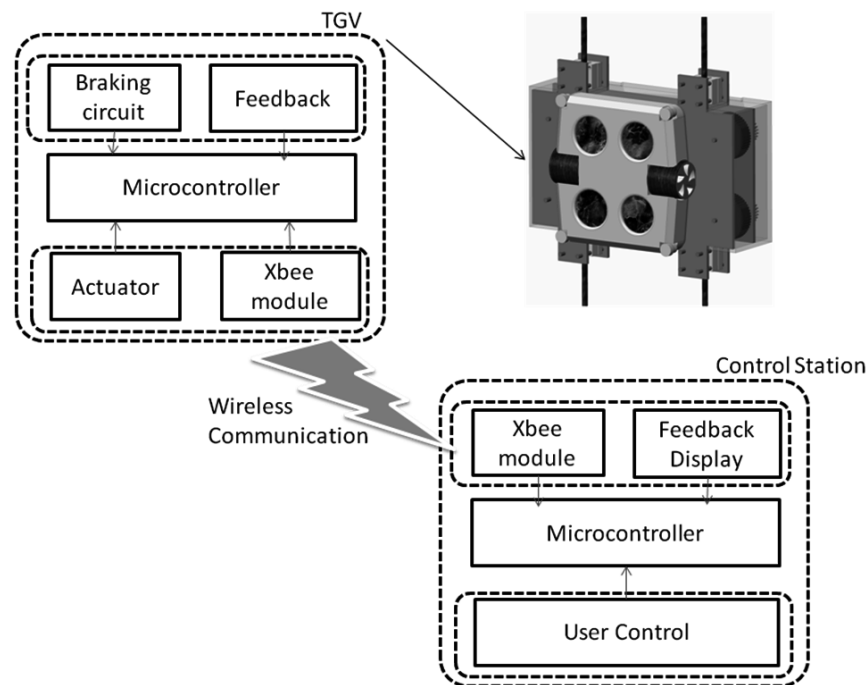 TGV
Braking
circuit
Feedback
Microcontroller
Actuator
Xbee
module
Wireless
Communication
Control Station
Xbee
module
Feedback
Display
Microcontroller
User Control